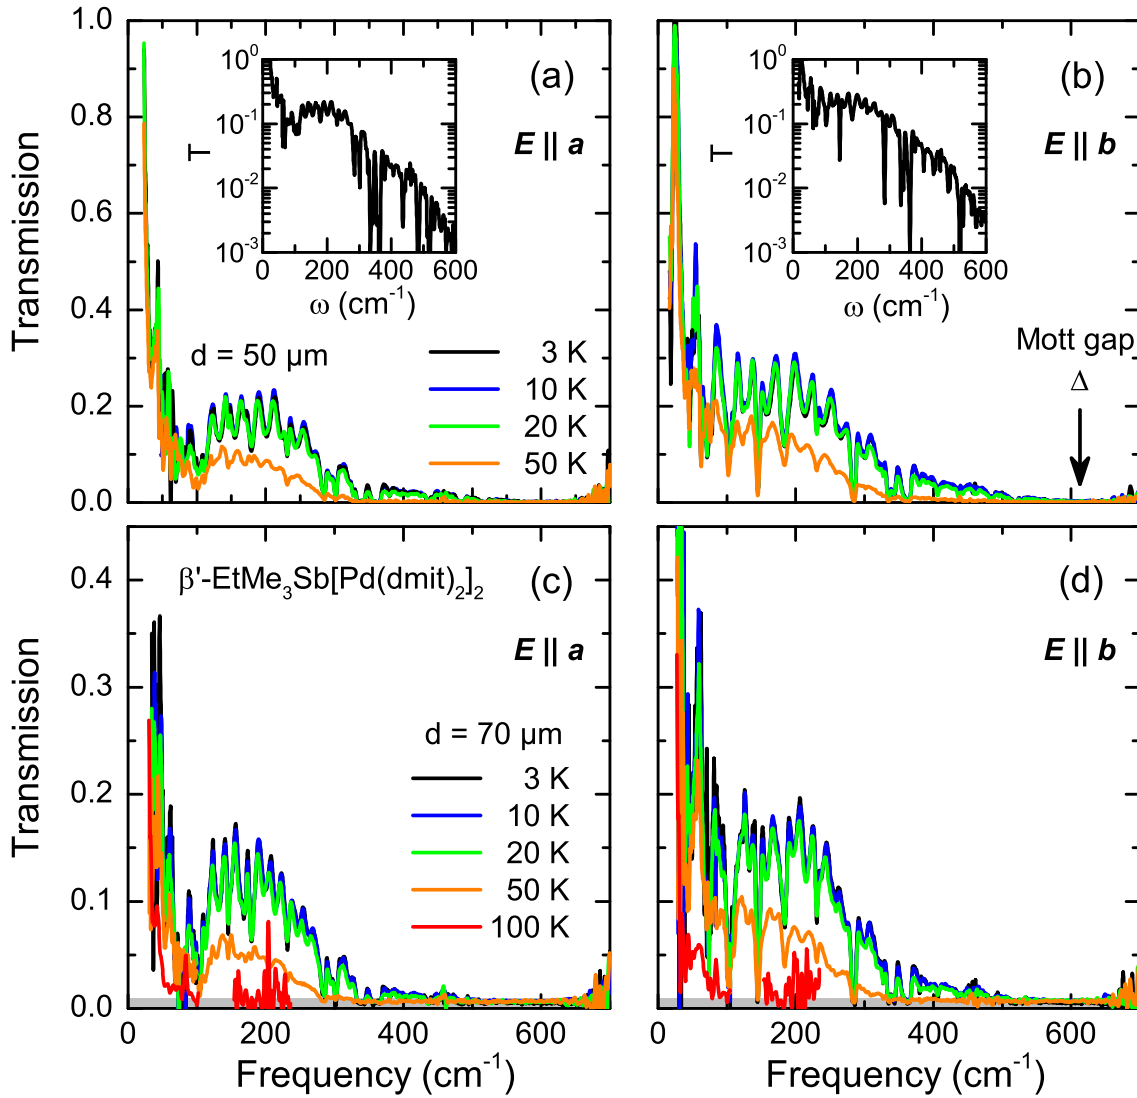 1.0
0.8
0.6
0.4
0.2
0.0
Transmission
(a)
E || a
10⁰
10⁻¹
10⁻²
10⁻³
T
0 200 400 600
ω (cm⁻¹)
d = 50 µm
3 K
10 K
20 K
50 K
(b)
E || b
10⁰
10⁻¹
10⁻²
10⁻³
T
0 200 400 600
ω (cm⁻¹)
Mott gap
Δ
0.4
0.3
0.2
0.1
0.0
Transmission
β'-EtMe₃Sb[Pd(dmit)₂]₂
(c)
E || a
d = 70 µm
3 K
10 K
20 K
50 K
100 K
0 200 400 600
Frequency (cm⁻¹)
(d)
E || b
0 200 400 600
Frequency (cm⁻¹)